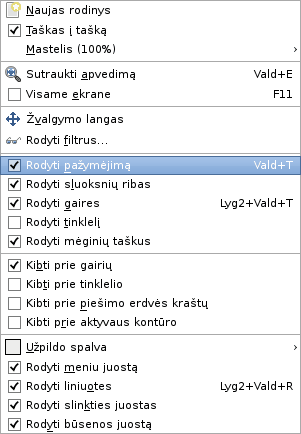 Naujas rodinys
Taškas į tašką
Mastelis (100%)
Sutraukti apvedimą Vald+E
Visame ekrane F11
Žvalgymo langas
Rodyti filtrus...
Rodyti pažymėjimą Vald+T
Rodyti sluoksnių ribas
Rodyti gaires Lyg2+Vald+T
Rodyti tinklelį
Rodyti mėginių taškus
Kibti prie gairių
Kibti prie tinklelio
Kibti prie piešimo erdvės kraštų
Kibti prie aktyvaus kontūro
Užpildo spalva
Rodyti meniu juostą
Rodyti liniuotes Lyg2+Vald+R
Rodyti slinkties juostas
Rodyti būsenos juostą